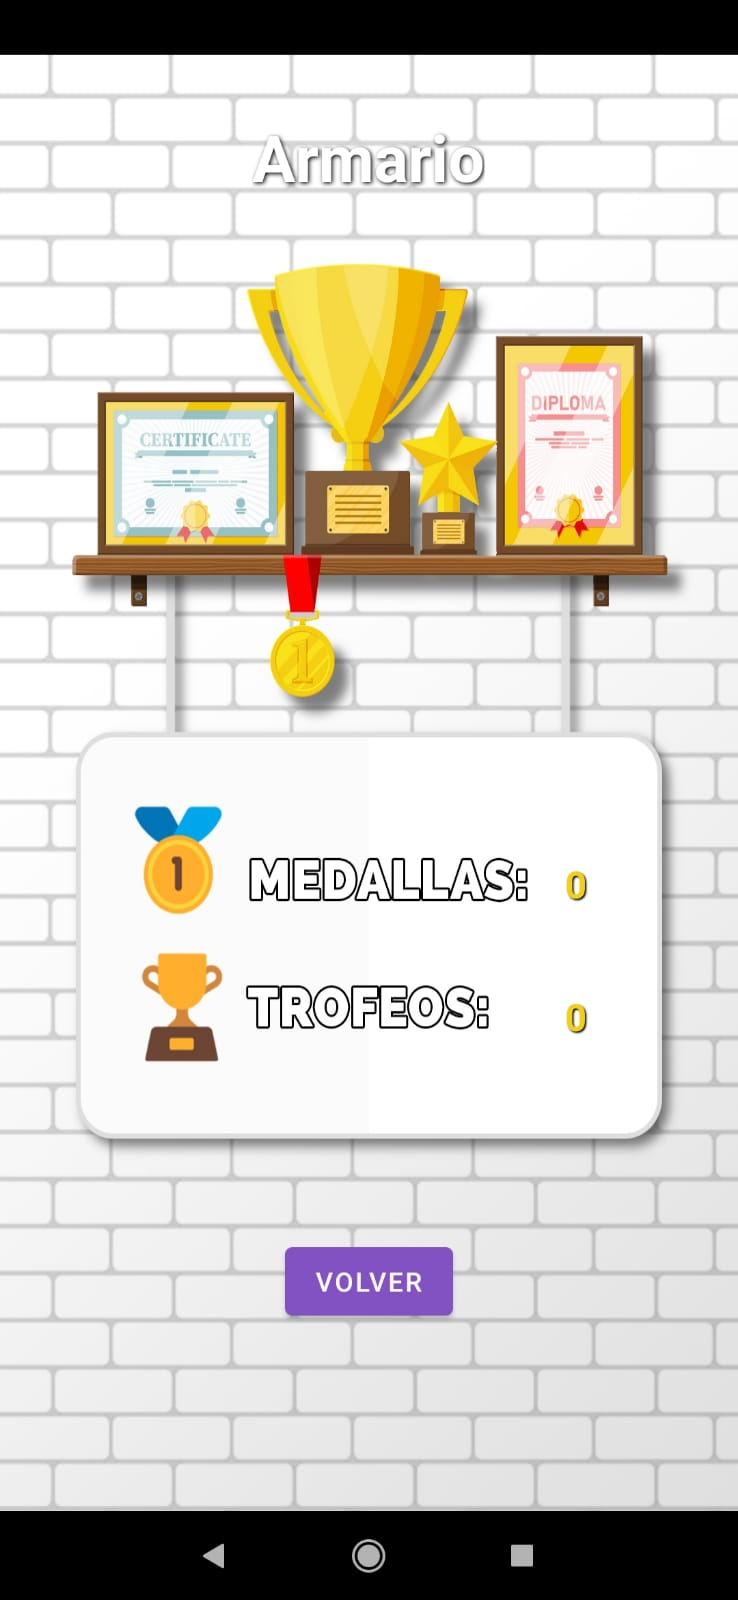 Armario
CERTIFICATE
DIPLOMA
1
1
MEDALLAS: 0
TROFEOS: 0
VOLVER